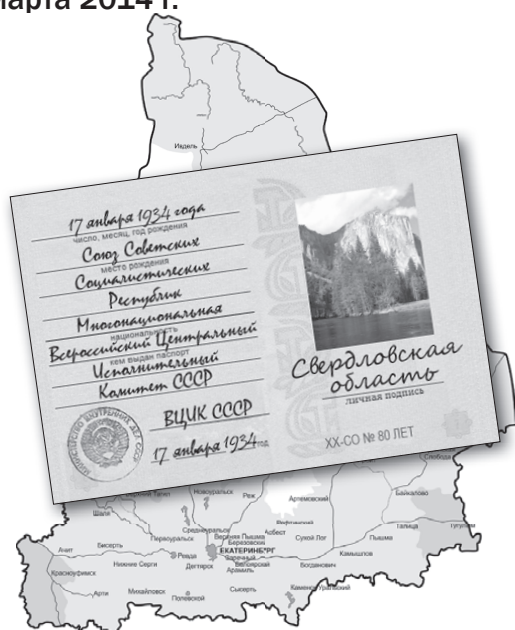 марта 2014 г.
Ивдель
17 января 1934 года
число, месяц, год рождения
Союз Советских
место рождения
Социалистических
Республик
Многонациональная
национальность
Всероссийский Центральный
кем выдан паспорт
Исполнительный
Комитет СССР
ВЦИК СССР
17 января 1934 год
Свердловская
область
личная подпись
ХХ-СО № 80 ЛЕТ
Слобода
Новоуральск
Реж
Артемовский
Байкалово
Шаля
Среднеуральск
Первоуральск
Верхняя Пышма
Березовский
Асбест
Сухой Лог
Пышма
Талица
Тугулым
Ачит
Бисерть
Ревда
ЕКАТЕРИНБУРГ
Заречный
Камышлов
Красноуфимск
Нижние Серги
Дегтярск
Белоярский
Арамиль
Богданович
Арти
Михайловск
Полевской
Сысерть
Каменск-Уральский